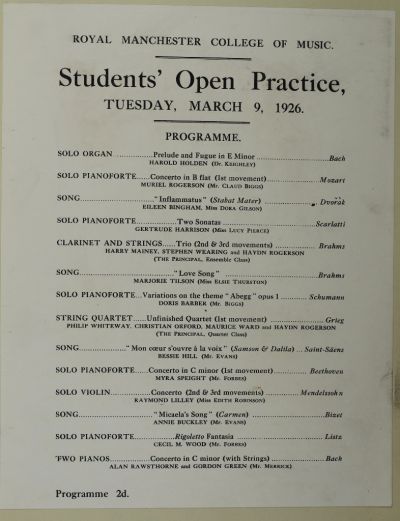 ROYAL MANCHESTER COLLEGE OF MUSIC.
Students' Open Practice,
TUESDAY, MARCH 9, 1926.
PROGRAMME.
SOLO ORGAN ..............Prelude and Fugue in E Minor ........................Bach
HAROLD HOLDEN (Dr. Keighley)
SOLO PIANOFORTE......Concerto in B flat (1st movement) ......................Mozart
MURIEL ROGERSON (Mr. Claud Biggs)
SONG........................"Inflammatus" (Stabat Mater) ........................Dvořàk
EILEEN BINGHAM, Miss Dora Gilson)
SOLO PIANOFORTE..............Two Sonatas ................................Scarlatti
GERTRUDE HARRISON (Miss Lucy Pierce)
CLARINET AND STRINGS......Trio (2nd & 3rd movements) ..................Brahms
HARRY MAINEY, STEPHEN WEARING and HAYDN ROGERSON
(The Principal, Ensemble Class)
SONG..........................."Love Song" ..............................Brahms
MARJORIE TILSON (Miss Elsie Thurston)
SOLO PIANOFORTE...Variations on the theme "Abegg" opus 1 ..........Schumann
DORIS BARBER (Mr. Biggs)
STRING QUARTET......Unfinished Quartet (1st movement) ..................Grieg
PHILIP WHITEWAY, CHRISTIAN ORFORD, MAURICE WARD and HAYDN ROGERSON
(The Principal, Quartet Class)
SONG....................."Mon cœur s'ouvre à la voix" (Samson & Dalila)...Saint-Saëns
BESSIE HILL (Mr. Evans)
SOLO PIANOFORTE......Concerto in C minor (1st movement) ..............Beethoven
MYRA SPEIGHT (Mr. Forbes)
SOLO VIOLIN...............Concerto (2nd & 3rd movements) ..............Mendelssohn
RAYMOND LILLEY (Miss Edith Robinson)
SONG........................"Micaela's Song" (Carmen) ........................Bizet
ANNIE BUCKLEY (Mr. Evans)
SOLO PIANOFORTE..............Rigoletto Fantasia ..............................Listz
CECIL M. WOOD (Mr. Forbes)
TWO PIANOS...............Concerto in C minor (with Strings) ..................Bach
ALAN RAWSTHORNE and GORDON GREEN (Mr. Merrick)
Programme 2d.